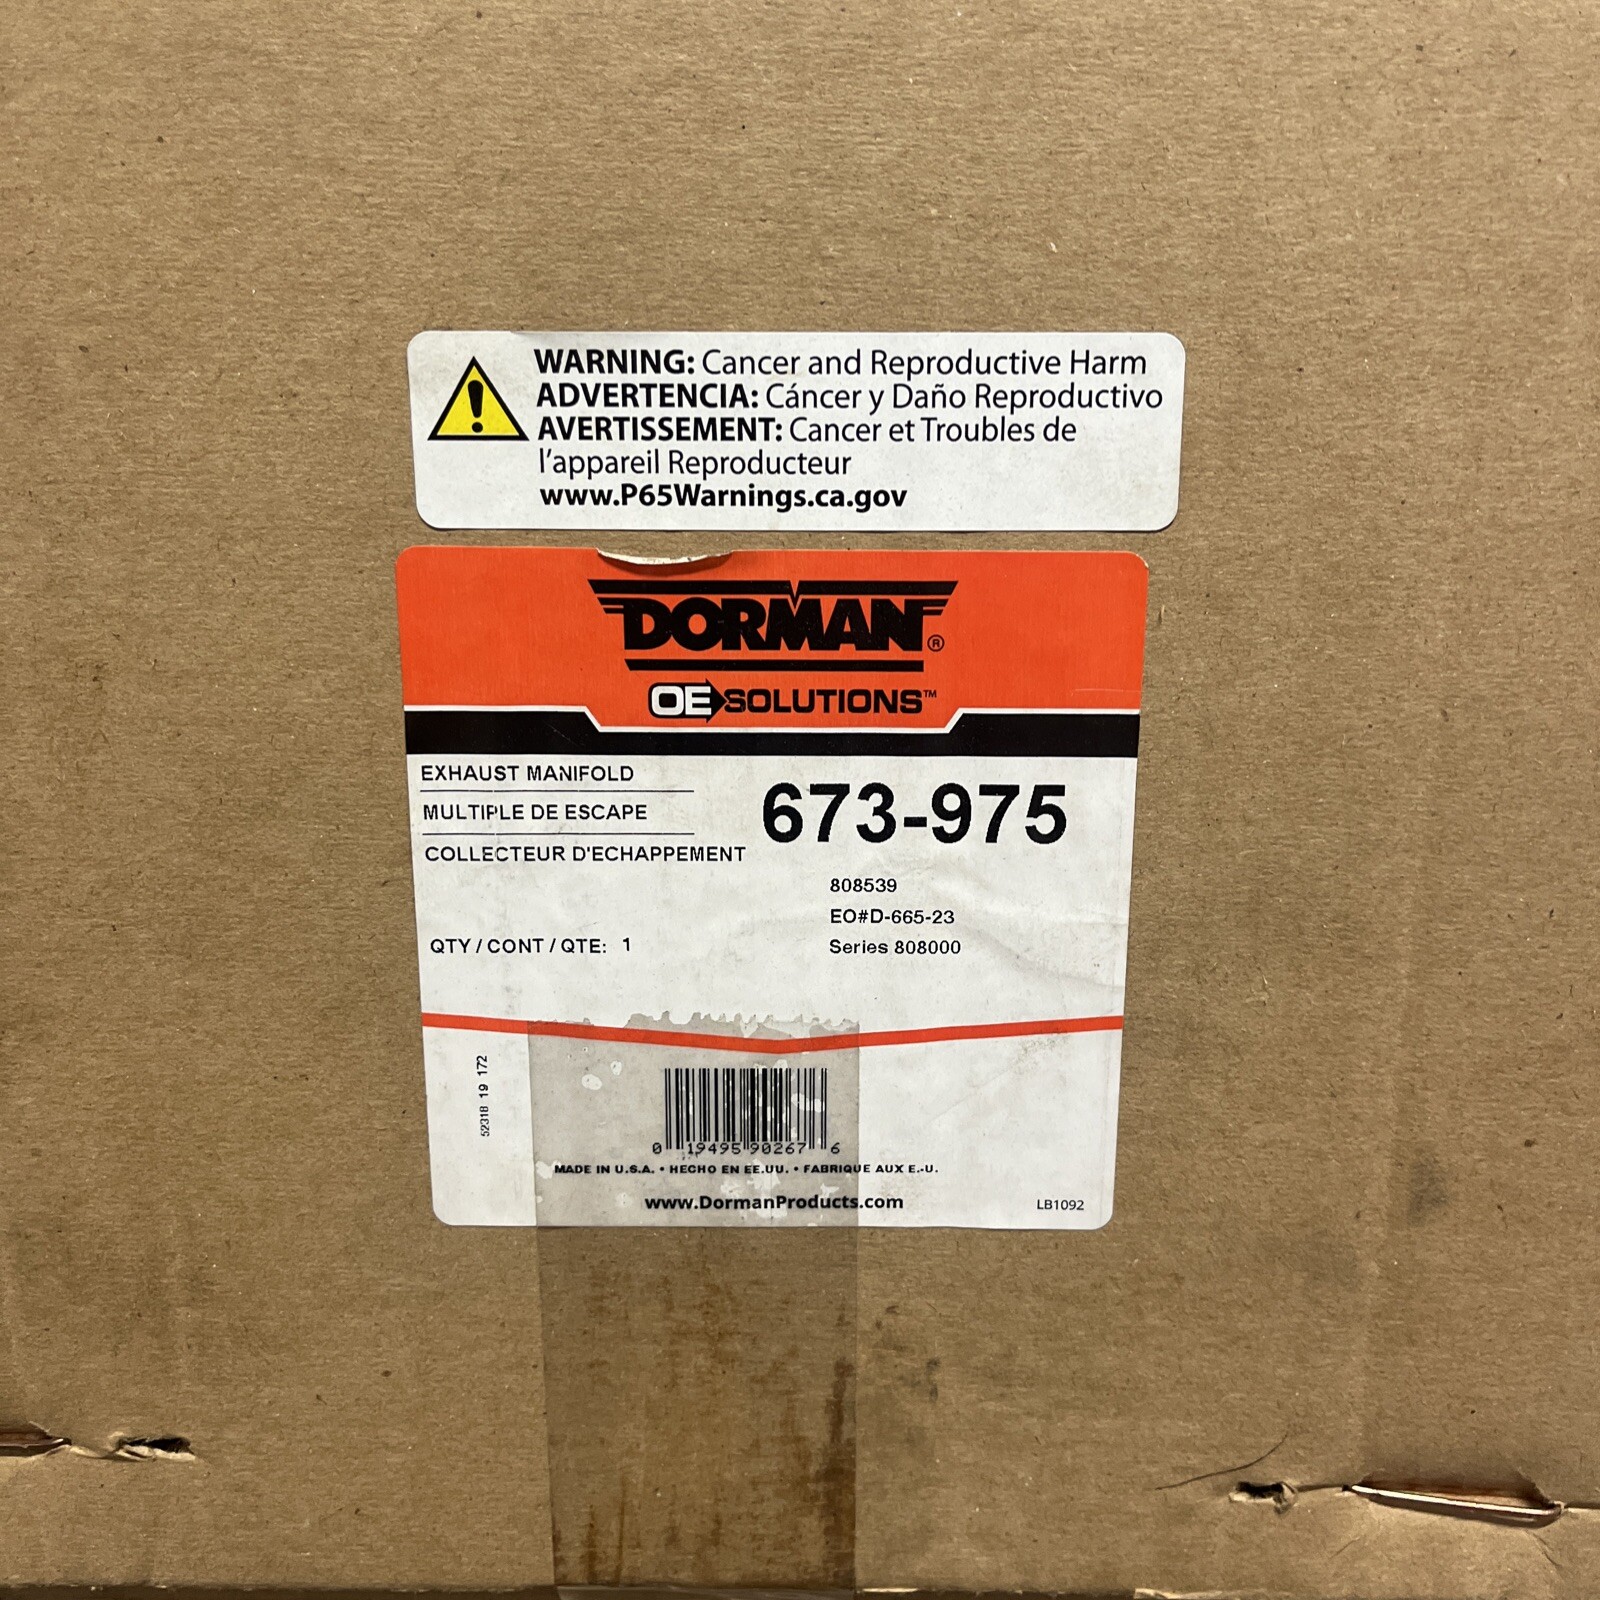 WARNING: Cancer and Reproductive Harm
ADVERTENCIA: Cáncer y Daño Reproductivo
AVERTISSEMENT: Cancer et Troubles de
l'appareil Reproducteur
www.P65Warnings.ca.gov
DORMAN®
OE SOLUTIONS™
EXHAUST MANIFOLD
MULTIPLE DE ESCAPE
COLLECTEUR D'ECHAPPEMENT
673-975
808539
EO#D-665-23
Series 808000
QTY / CONT / QTE: 1
52318 19 172
0 19495 90267 6
MADE IN U.S.A. • HECHO EN EE.UU. • FABRIQUE AUX E.-U.
www.DormanProducts.com
LB1092